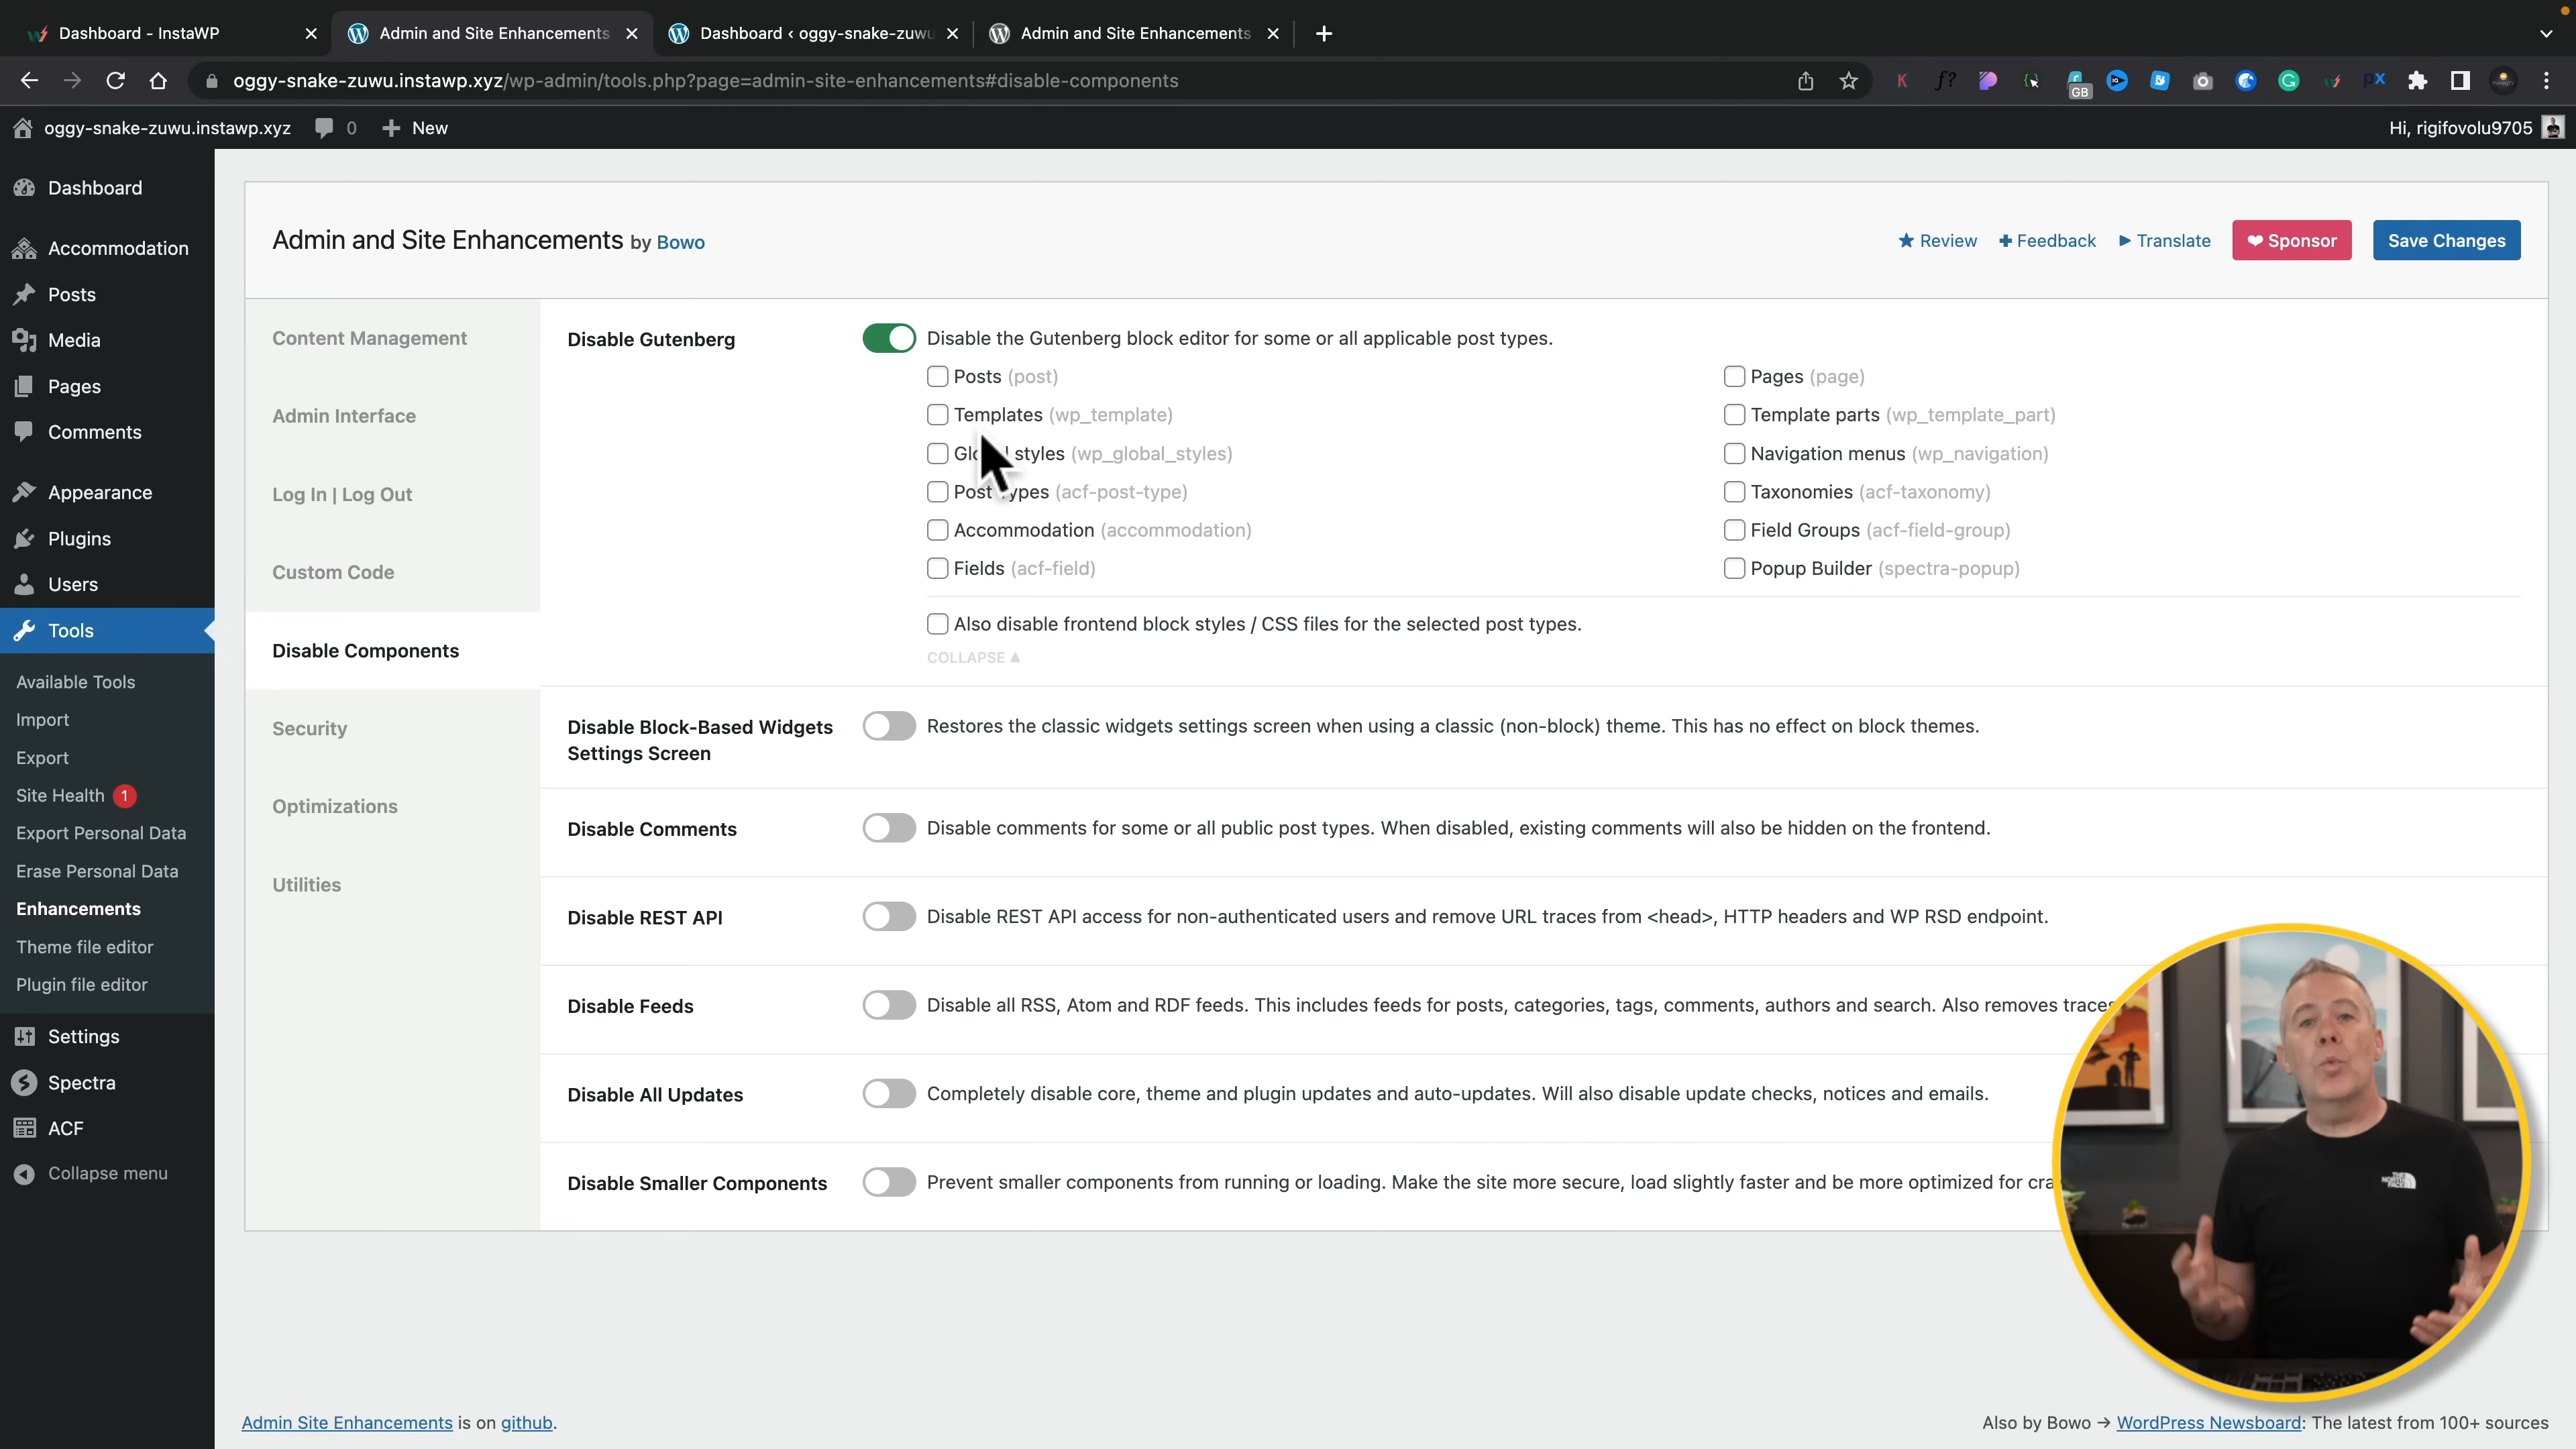 Dashboard - InstaWP
Admin and Site Enhancements
Dashboard ‹ oggy-snake-zuwu
Admin and Site Enhancements
oggy-snake-zuwu.instawp.xyz/wp-admin/tools.php?page=admin-site-enhancements#disable-components
GB
oggy-snake-zuwu.instawp.xyz 0 New
Hi, rigifovolu9705
Dashboard
Accommodation
Posts
Media
Pages
Comments
Appearance
Plugins
Users
Tools
Available Tools
Import
Export
Site Health 1
Export Personal Data
Erase Personal Data
Enhancements
Theme file editor
Plugin file editor
Settings
Spectra
ACF
Collapse menu
Admin and Site Enhancements by Bowo
Review Feedback Translate Sponsor Save Changes
Content Management
Admin Interface
Log In | Log Out
Custom Code
Disable Components
Security
Optimizations
Utilities
Disable Gutenberg Disable the Gutenberg block editor for some or all applicable post types.
Posts (post) Pages (page)
Templates (wp_template) Template parts (wp_template_part)
styles (wp_global_styles) Navigation menus (wp_navigation)
Post types (acf-post-type) Taxonomies (acf-taxonomy)
Accommodation (accommodation) Field Groups (acf-field-group)
Fields (acf-field) Popup Builder (spectra-popup)
Also disable frontend block styles / CSS files for the selected post types.
COLLAPSE ▲
Disable Block-Based Widgets Settings Screen Restores the classic widgets settings screen when using a classic (non-block) theme. This has no effect on block themes.
Disable Comments Disable comments for some or all public post types. When disabled, existing comments will also be hidden on the frontend.
Disable REST API Disable REST API access for non-authenticated users and remove URL traces from <head>, HTTP headers and WP RSD endpoint.
Disable Feeds Disable all RSS, Atom and RDF feeds. This includes feeds for posts, categories, tags, comments, authors and search. Also removes traces
Disable All Updates Completely disable core, theme and plugin updates and auto-updates. Will also disable update checks, notices and emails.
Disable Smaller Components Prevent smaller components from running or loading. Make the site more secure, load slightly faster and be more optimized for cra
THE NORTH FACE
Admin Site Enhancements is on github.
Also by Bowo → WordPress Newsboard: The latest from 100+ sources